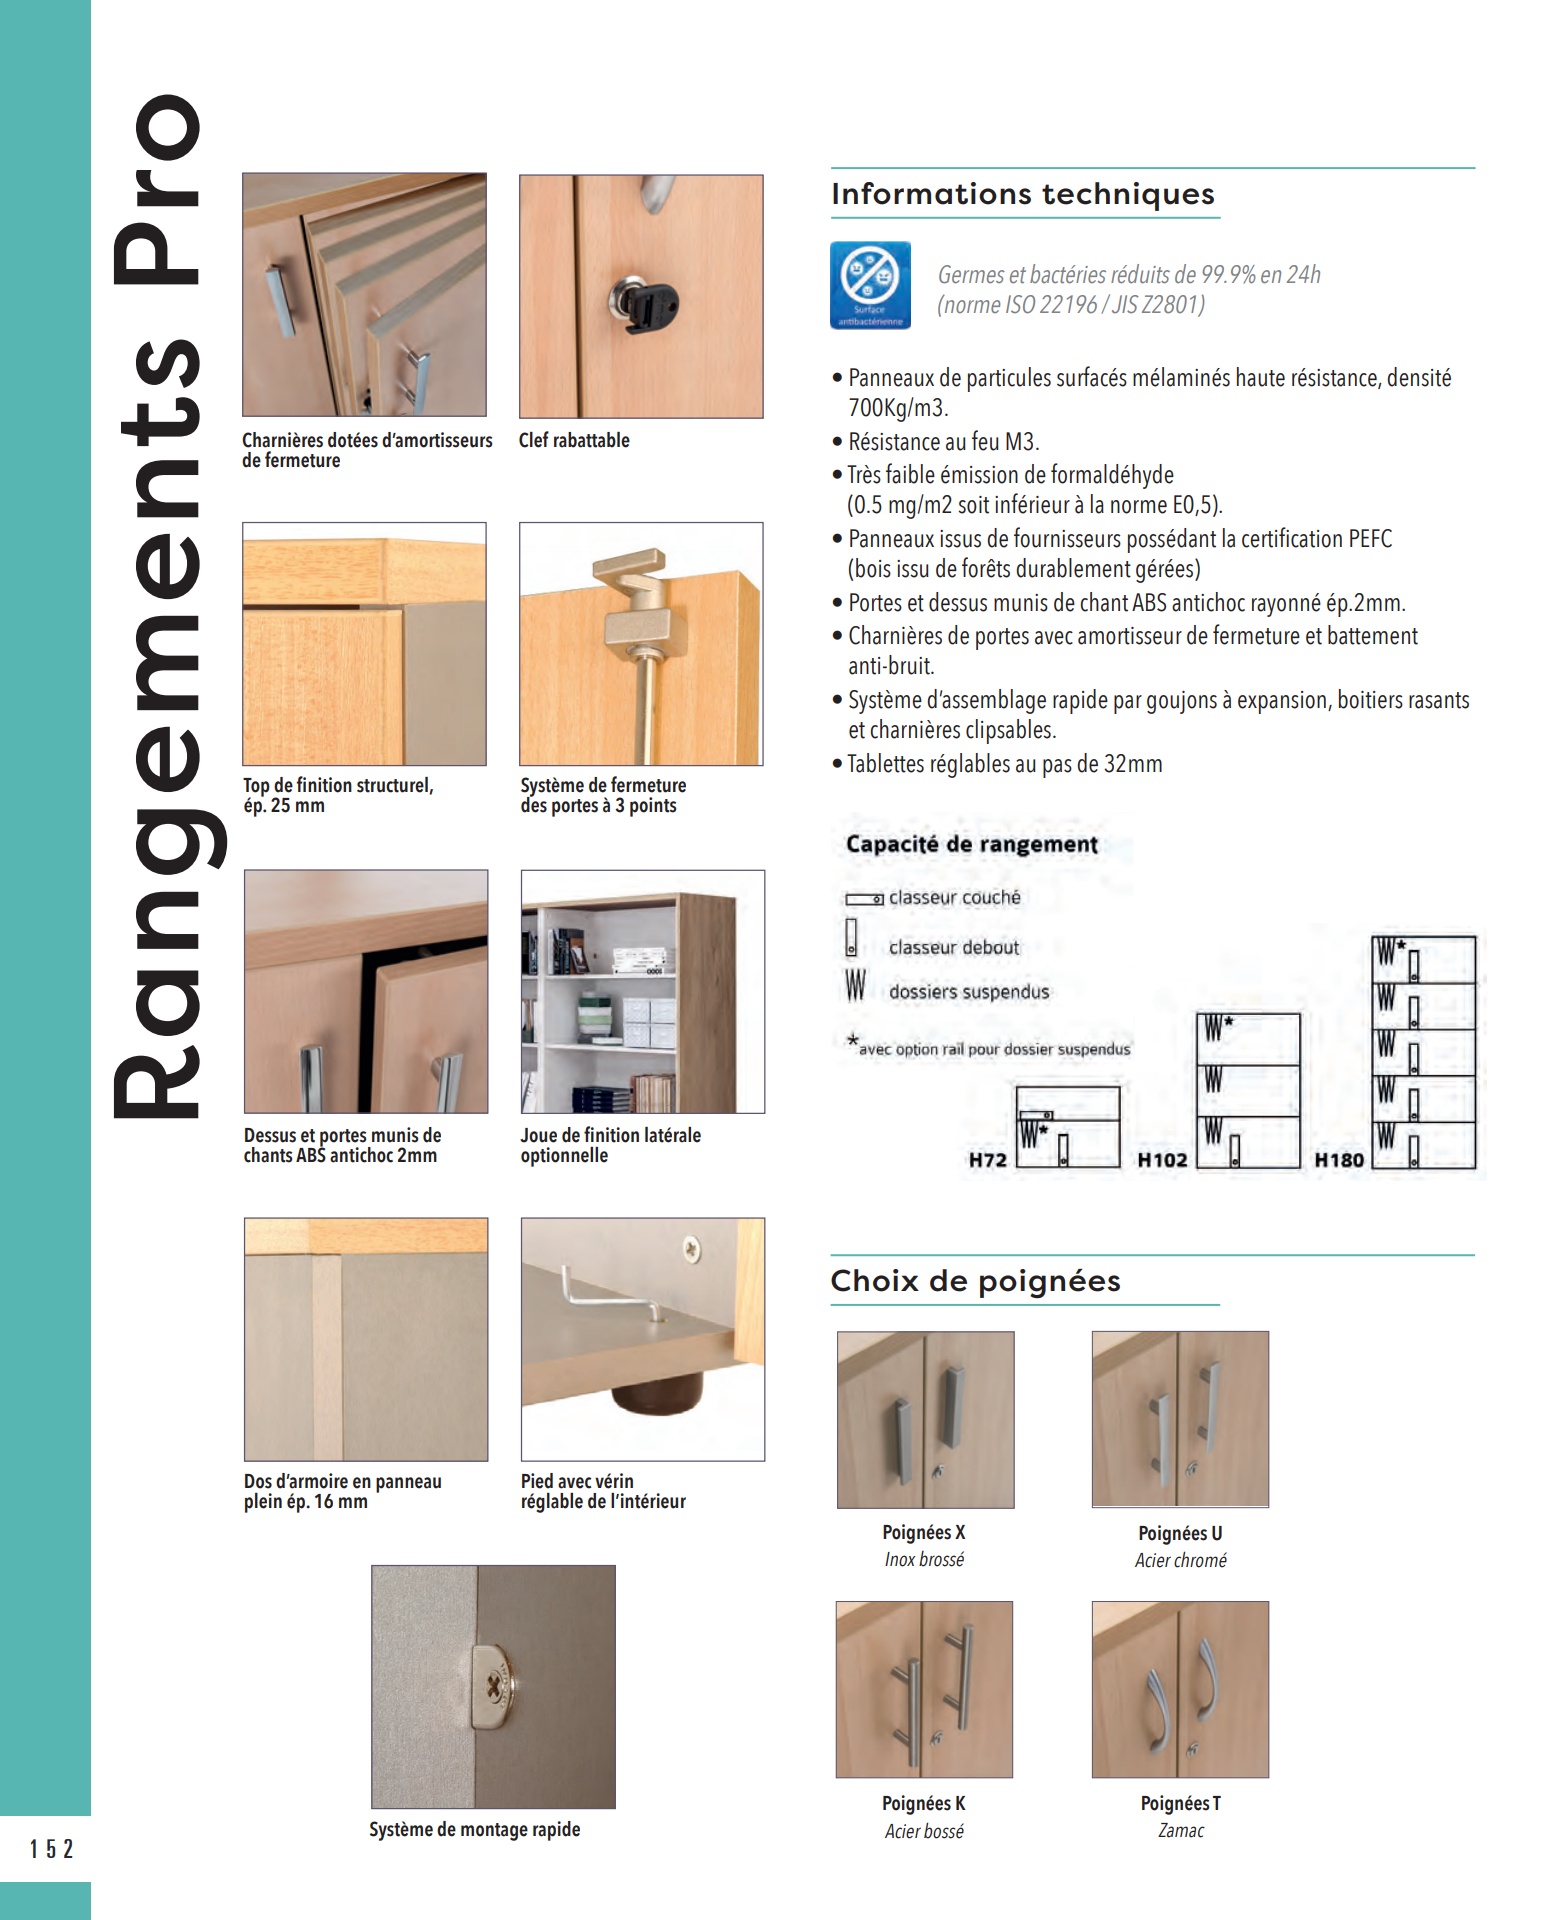 Rangements Pro
Charnières dotées d’amortisseurs
de fermeture
Clef rabattable
Top de finition structurel,
ép. 25 mm
Système de fermeture
des portes à 3 points
Dessus et portes munis de
chants ABS antichoc 2mm
Joue de finition latérale
optionnelle
Dos d’armoire en panneau
plein ép. 16 mm
Pied avec vérin
réglable de l’intérieur
Système de montage rapide
152
Informations techniques
Surface
antibactérienne
Germes et bactéries réduits de 99.9% en 24h
(norme ISO 22196 / JIS Z2801)
• Panneaux de particules surfacés mélaminés haute résistance, densité
700Kg/m3.
• Résistance au feu M3.
• Très faible émission de formaldéhyde
(0.5 mg/m2 soit inférieur à la norme E0,5).
• Panneaux issus de fournisseurs possédant la certification PEFC
(bois issu de forêts durablement gérées)
• Portes et dessus munis de chant ABS antichoc rayonné ép.2mm.
• Charnières de portes avec amortisseur de fermeture et battement
anti-bruit.
• Système d’assemblage rapide par goujons à expansion, boitiers rasants
et charnières clipsables.
• Tablettes réglables au pas de 32mm
Capacité de rangement
classeur couché
classeur debout
dossiers suspendus
*avec option rail pour dossier suspendus
*
*
*
H72
H102
H180
Choix de poignées
Poignées X
Inox brossé
Poignées U
Acier chromé
Poignées K
Acier bossé
Poignées T
Zamac